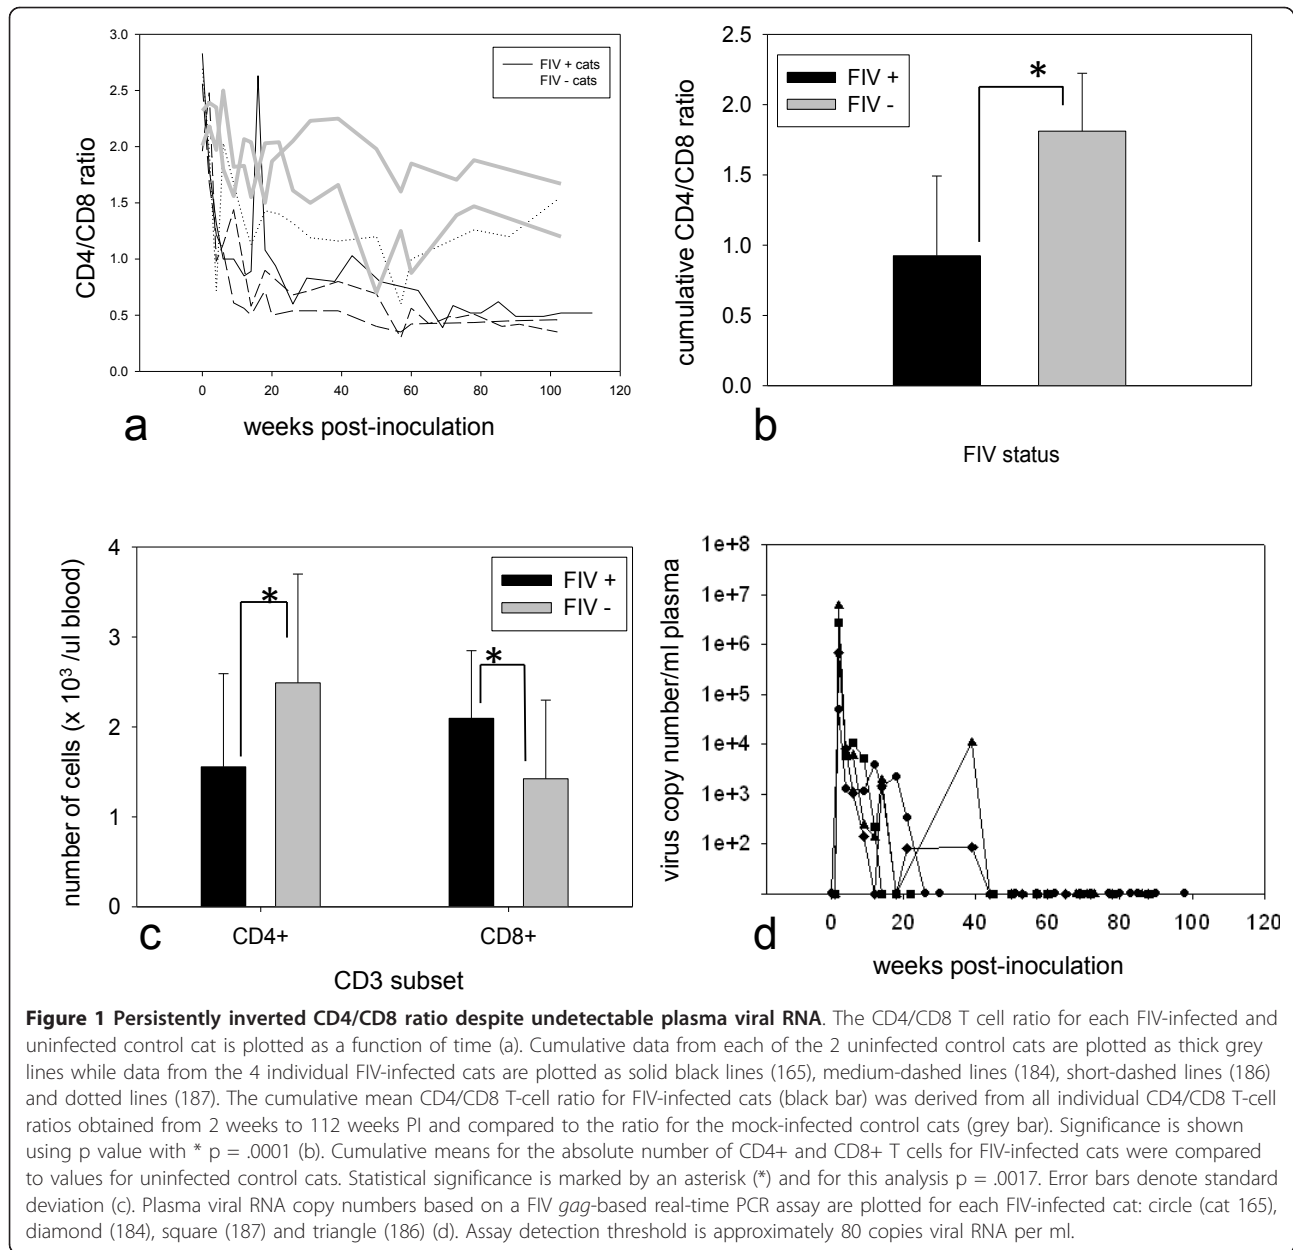 3.0
2.5
2.0
1.5
1.0
0.5
0.0
CD4/CD8 ratio
FIV + cats
FIV - cats
0 20 40 60 80 100 120
a
weeks post-inoculation
2.5
2.0
1.5
1.0
0.5
0.0
cumulative CD4/CD8 ratio
FIV +
FIV -
*
b
FIV status
4
3
2
1
0
number of cells (x 10³ /ul blood)
FIV +
FIV -
*
*
c
CD4+ CD8+
CD3 subset
1e+8
1e+7
1e+6
1e+5
1e+4
1e+3
1e+2
virus copy number/ml plasma
0 20 40 60 80 100 120
d
weeks post-inoculation
Figure 1 Persistently inverted CD4/CD8 ratio despite undetectable plasma viral RNA. The CD4/CD8 T cell ratio for each FIV-infected and
uninfected control cat is plotted as a function of time (a). Cumulative data from each of the 2 uninfected control cats are plotted as thick grey
lines while data from the 4 individual FIV-infected cats are plotted as solid black lines (165), medium-dashed lines (184), short-dashed lines (186)
and dotted lines (187). The cumulative mean CD4/CD8 T-cell ratio for FIV-infected cats (black bar) was derived from all individual CD4/CD8 T-cell
ratios obtained from 2 weeks to 112 weeks PI and compared to the ratio for the mock-infected control cats (grey bar). Significance is shown
using p value with * p = .0001 (b). Cumulative means for the absolute number of CD4+ and CD8+ T cells for FIV-infected cats were compared
to values for uninfected control cats. Statistical significance is marked by an asterisk (*) and for this analysis p = .0017. Error bars denote standard
deviation (c). Plasma viral RNA copy numbers based on a FIV gag-based real-time PCR assay are plotted for each FIV-infected cat: circle (cat 165),
diamond (184), square (187) and triangle (186) (d). Assay detection threshold is approximately 80 copies viral RNA per ml.